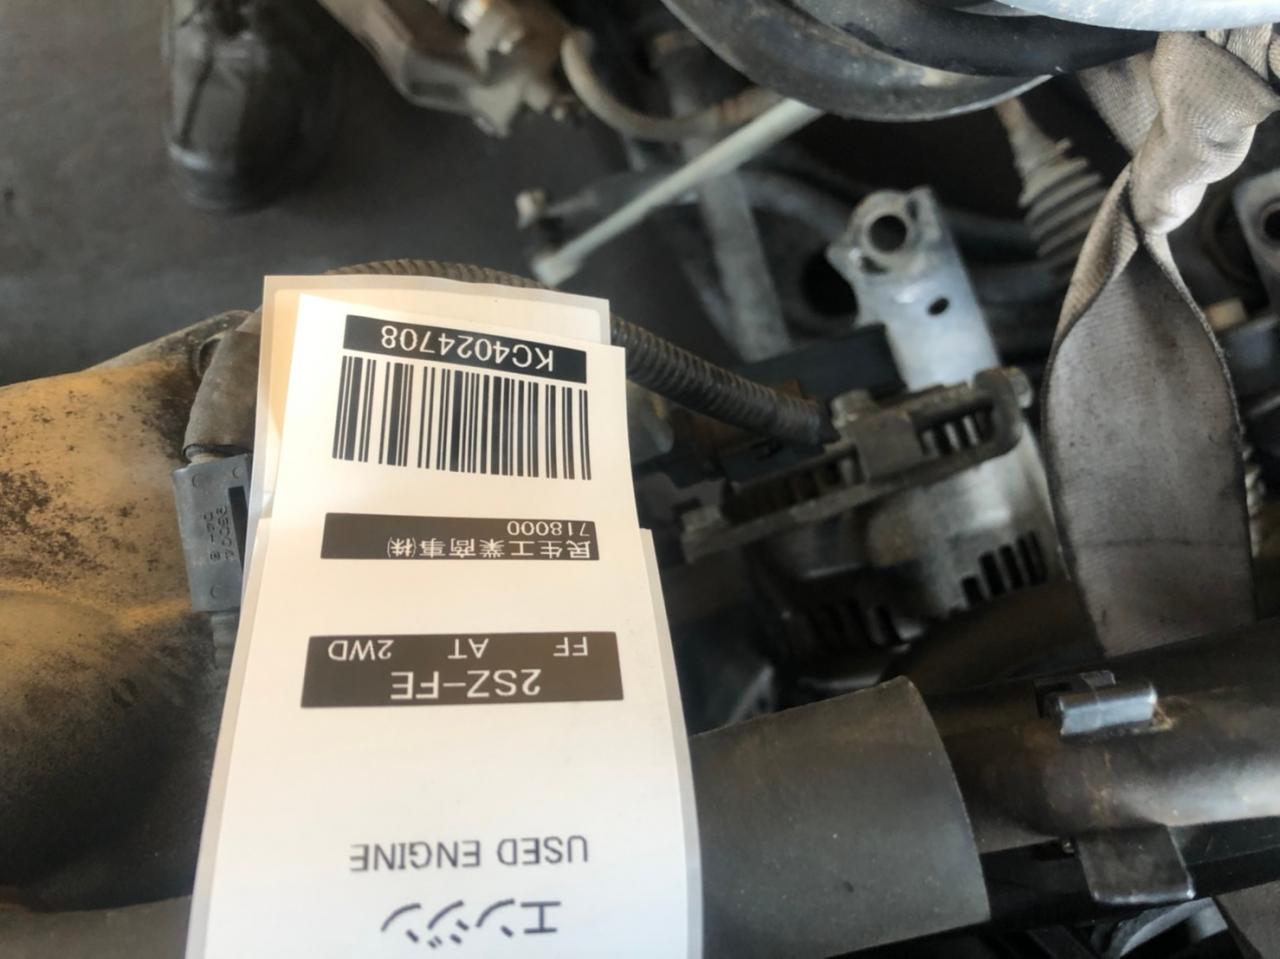 エンジン
USED ENGINE
2SZ-FE
FF AT 2WD
民生工業商事㈱
718000
KC4024708